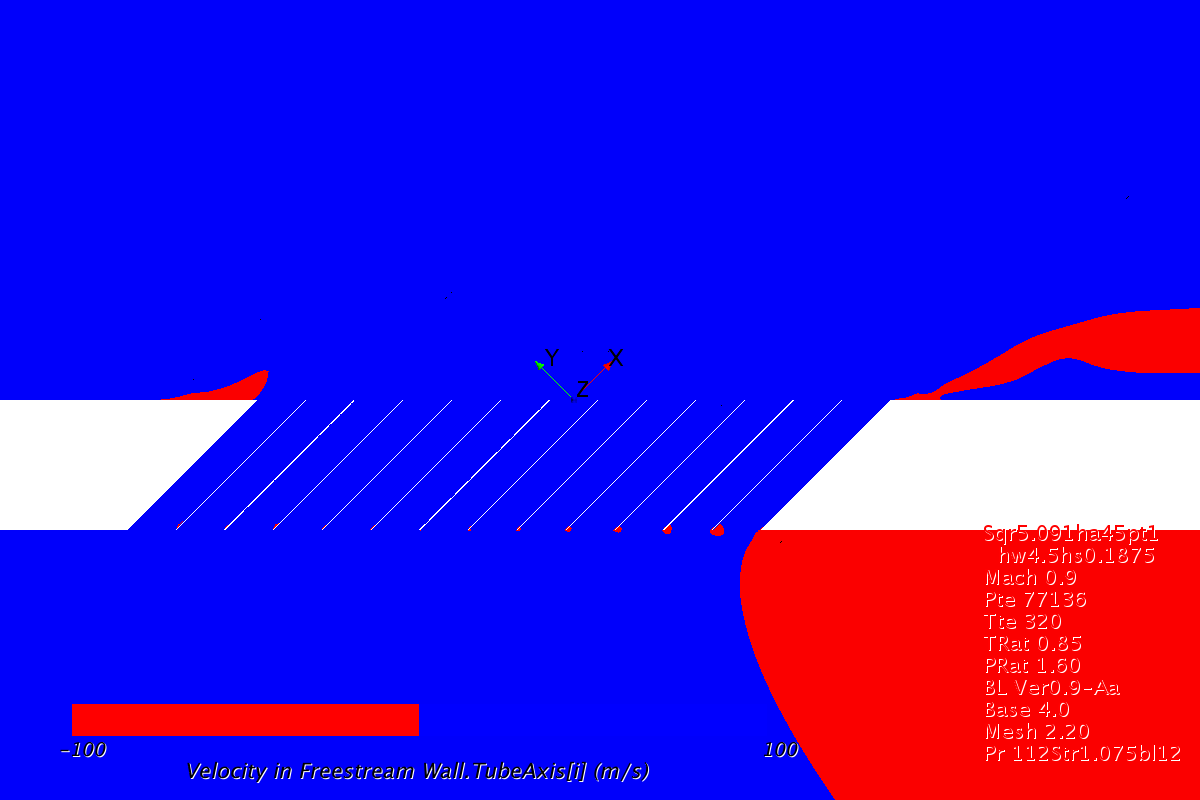 Y X
Z
Sqr5.091ha45pt1
hw4.5hs0.1875
Mach 0.9
Pte 77136
Tte 320
TRat 0.85
PRat 1.60
BL Ver0.9-Aa
Base 4.0
Mesh 2.20
Pr 112Str1.075bl12
-100 100
Velocity in Freestream Wall.TubeAxis[i] (m/s)